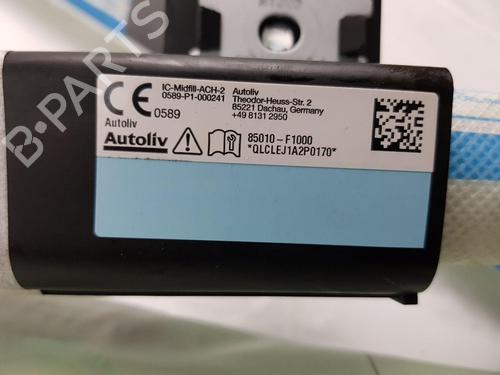 IC-Midfill-ACH-2
0589-P1-000241
CE 0589
Autoliv
Autoliv
Autoliv
Theodor-Heuss-Str. 2
85221 Dachau, Germany
+49 8131 2950
85010-F1000
*QLCLEJ1A2P0170*